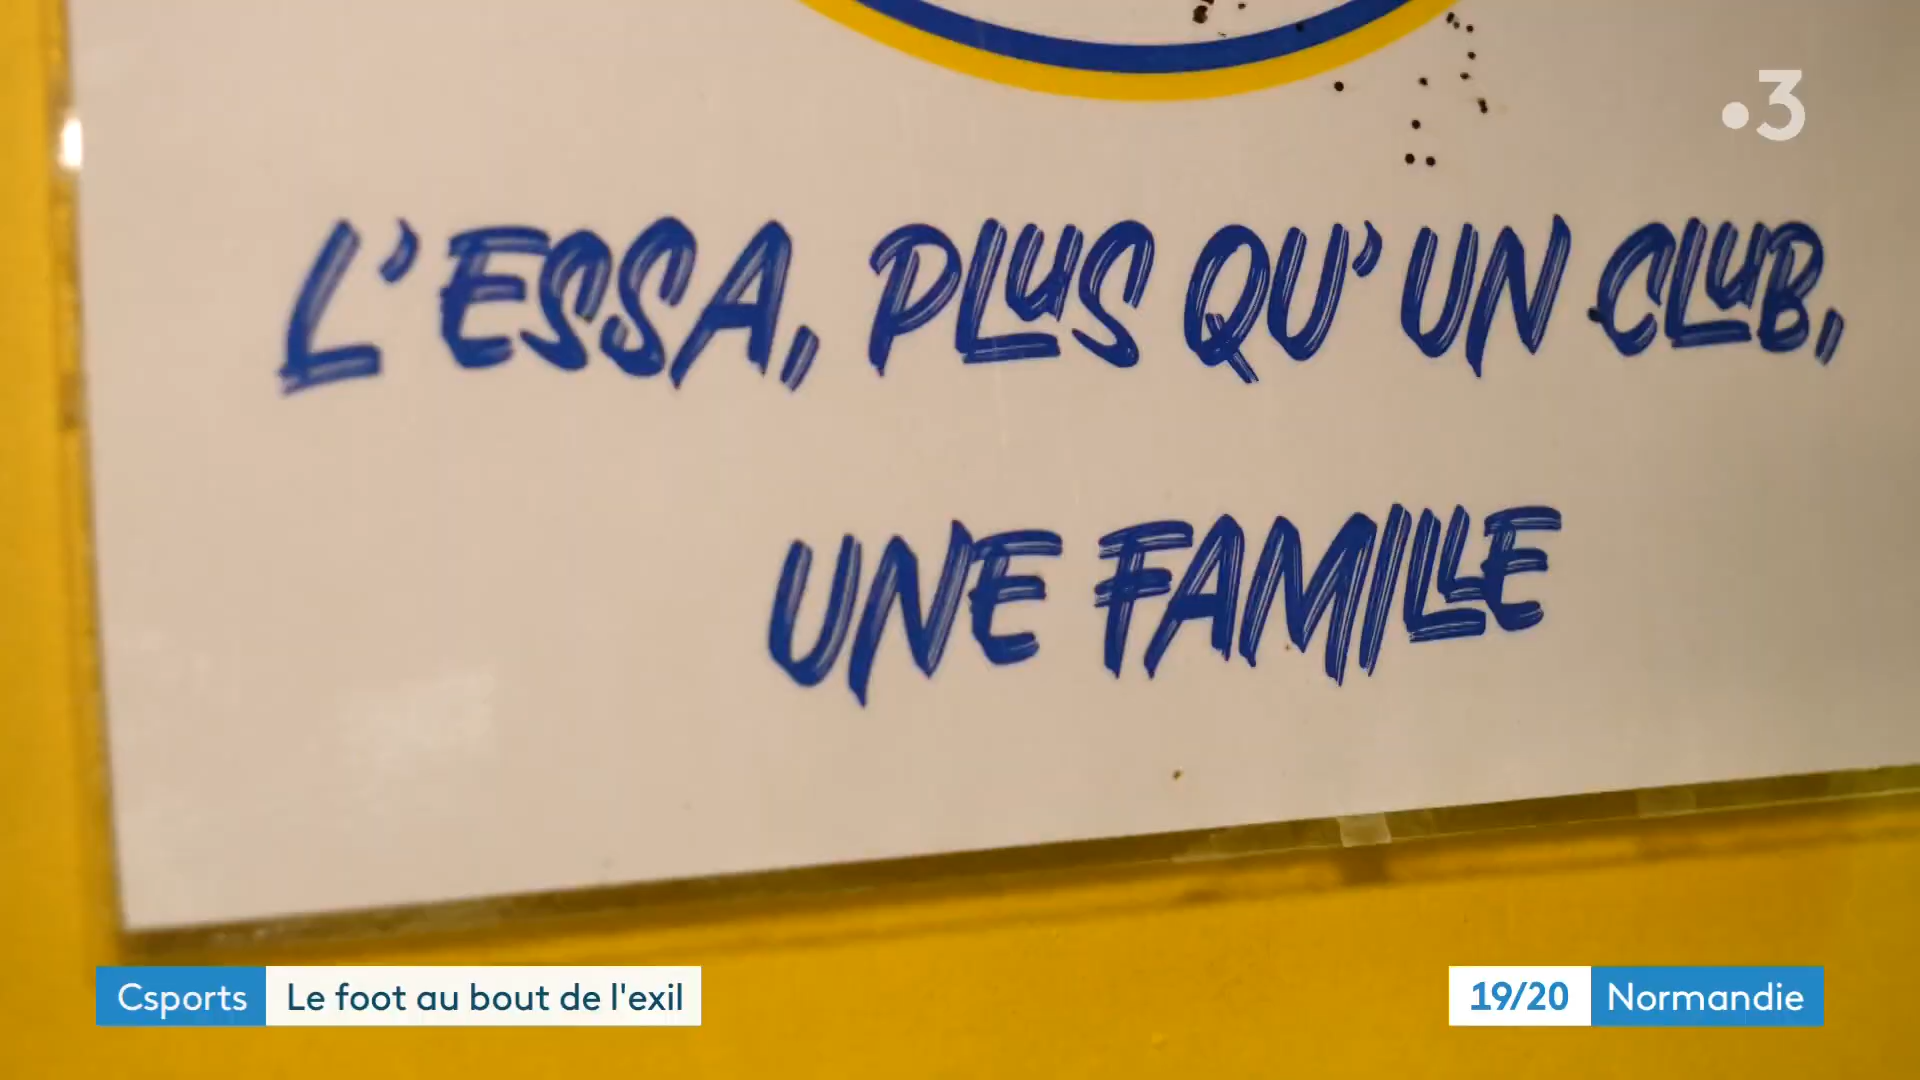 .3
L'ESSA, PLUS QU'UN CLUB,
UNE FAMILLE
Csports Le foot au bout de l'exil
19/20 Normandie